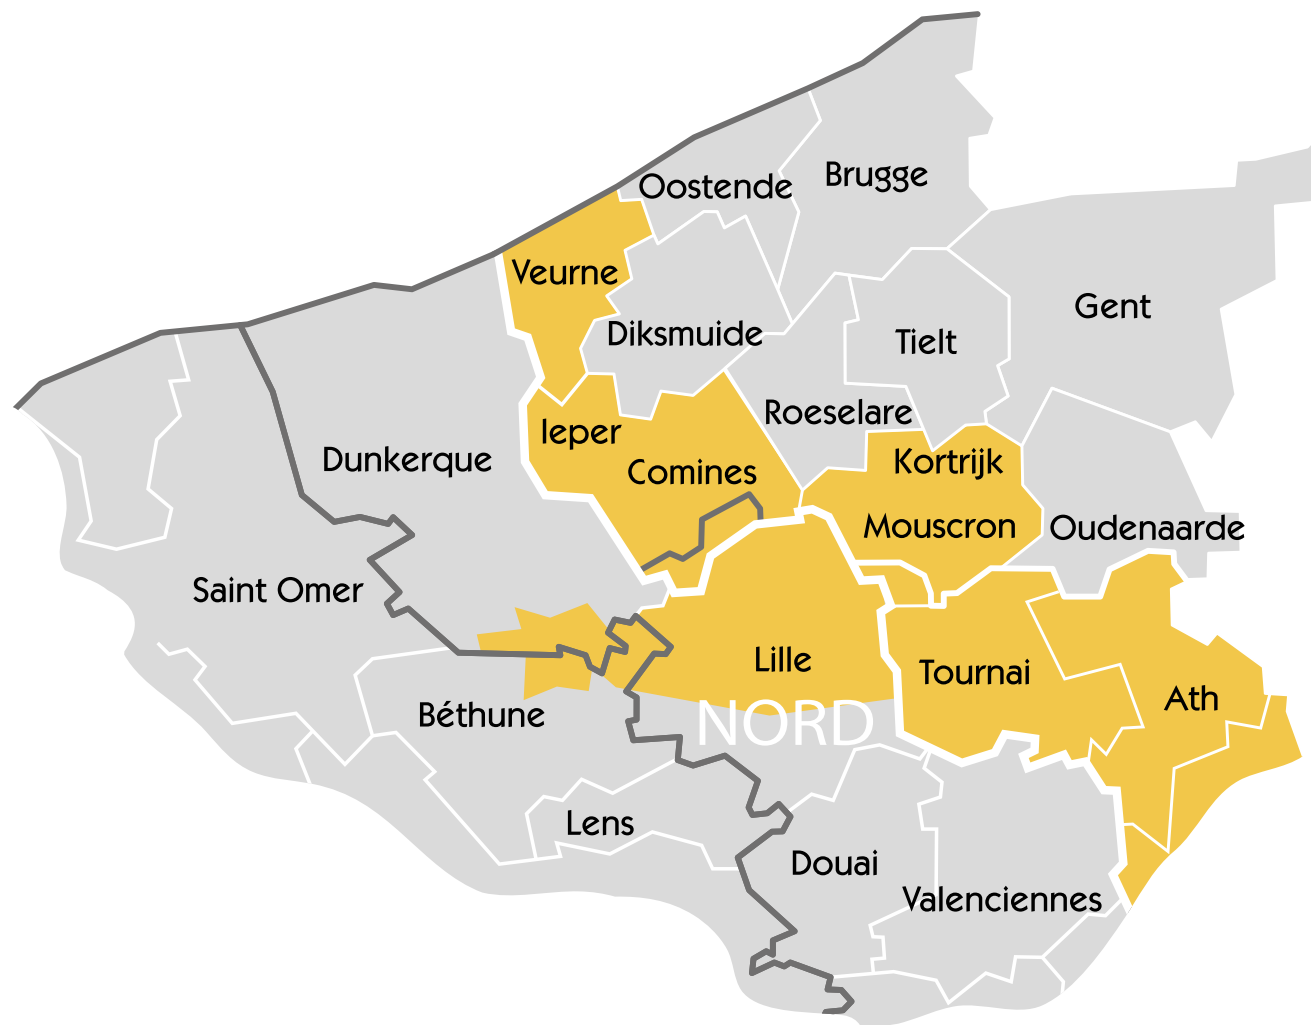 Brugge
Oostende
Veurne
Gent
Diksmuide
Tielt
Roeselare
Ieper
Dunkerque
Kortrijk
Comines
Mouscron
Oudenaarde
Saint Omer
Lille
Tournai
Ath
Béthune
NORD
Lens
Douai
Valenciennes